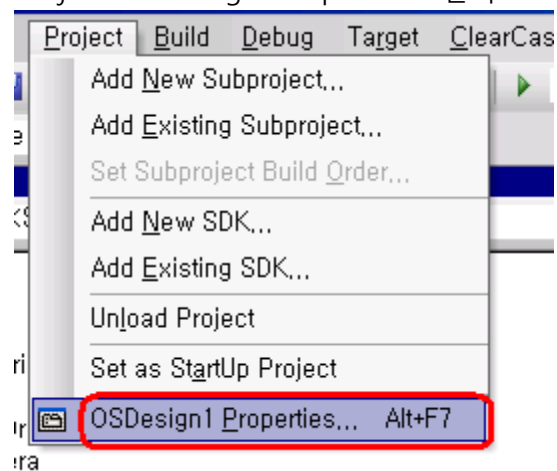 Project Build Debug Target ClearCas
Add New Subproject...
Add Existing Subproject...
Set Subproject Build Order...
Add New SDK...
Add Existing SDK...
Unload Project
Set as StartUp Project
OSDesign1 Properties... Alt+F7
era